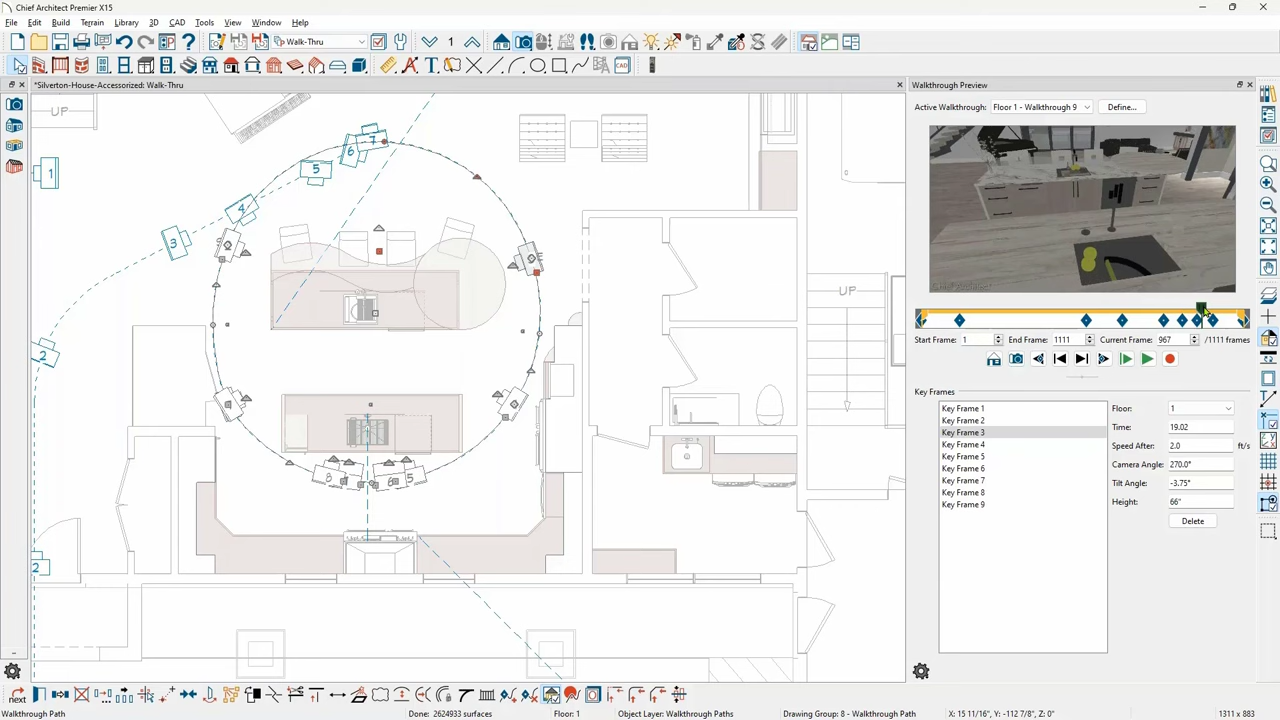 Chief Architect Premier X15
File Edit Build Terrain Library 3D CAD Tools View Window Help
Walk-Thru
1
*Silverton-House-Accessorized: Walk-Thru
Walkthrough Preview
Active Walkthrough: Floor 1 - Walkthrough 9 Define...
UP
7
6
5
1
4
3
UP
2
8
6
5
2
Start Frame: 1 End Frame: 1111 Current Frame: 967 /1111 frames
Key Frames
Key Frame 1
Key Frame 2
Key Frame 3
Key Frame 4
Key Frame 5
Key Frame 6
Key Frame 7
Key Frame 8
Key Frame 9
Floor: 1
Time: 19.02
Speed After: 2.0 ft/s
Camera Angle: 270.0°
Tilt Angle: -3.75°
Height: 66"
Delete
next
Walkthrough Path Done: 2624933 surfaces Floor: 1 Object Layer: Walkthrough Paths Drawing Group: 8 - Walkthrough Path X: 15 11/16", Y: -112 7/8", Z: 0" 1311 x 883